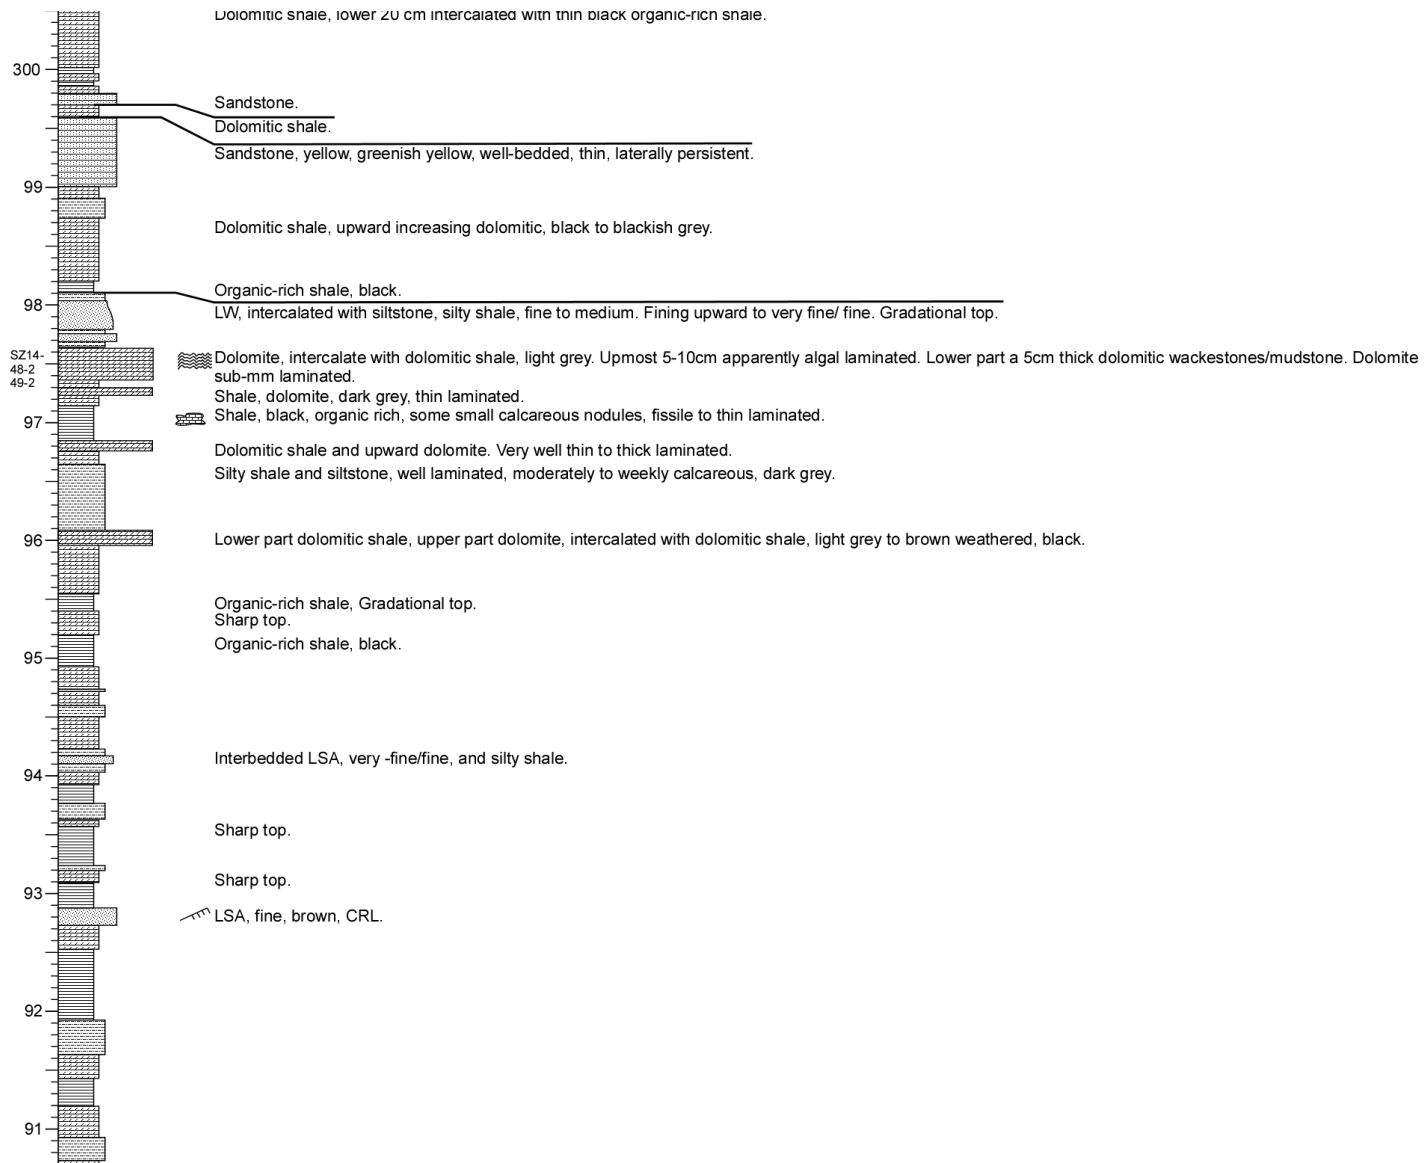 Dolomitic shale, lower 20 cm intercalated with thin black organic-rich shale.
300
Sandstone.
Dolomitic shale.
Sandstone, yellow, greenish yellow, well-bedded, thin, laterally persistent.
99
Dolomitic shale, upward increasing dolomitic, black to blackish grey.
Organic-rich shale, black.
98
LW, intercalated with siltstone, silty shale, fine to medium. Fining upward to very fine/ fine. Gradational top.
SZ14-
48-2
49-2
Dolomite, intercalate with dolomitic shale, light grey. Upmost 5-10cm apparently algal laminated. Lower part a 5cm thick dolomitic wackestones/mudstone. Dolomite
sub-mm laminated.
Shale, dolomite, dark grey, thin laminated.
Shale, black, organic rich, some small calcareous nodules, fissile to thin laminated.
97
Dolomitic shale and upward dolomite. Very well thin to thick laminated.
Silty shale and siltstone, well laminated, moderately to weekly calcareous, dark grey.
96
Lower part dolomitic shale, upper part dolomite, intercalated with dolomitic shale, light grey to brown weathered, black.
Organic-rich shale, Gradational top.
Sharp top.
Organic-rich shale, black.
95
Interbedded LSA, very -fine/fine, and silty shale.
94
Sharp top.
Sharp top.
93
LSA, fine, brown, CRL.
92
91